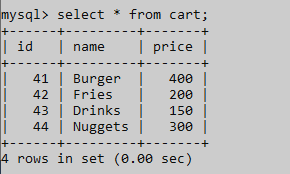 mysql> select * from cart;
+------+---------+-------+
| id   | name    | price |
+------+---------+-------+
|   41 | Burger  |   400 |
|   42 | Fries   |   200 |
|   43 | Drinks  |   150 |
|   44 | Nuggets |   300 |
+------+---------+-------+
4 rows in set (0.00 sec)